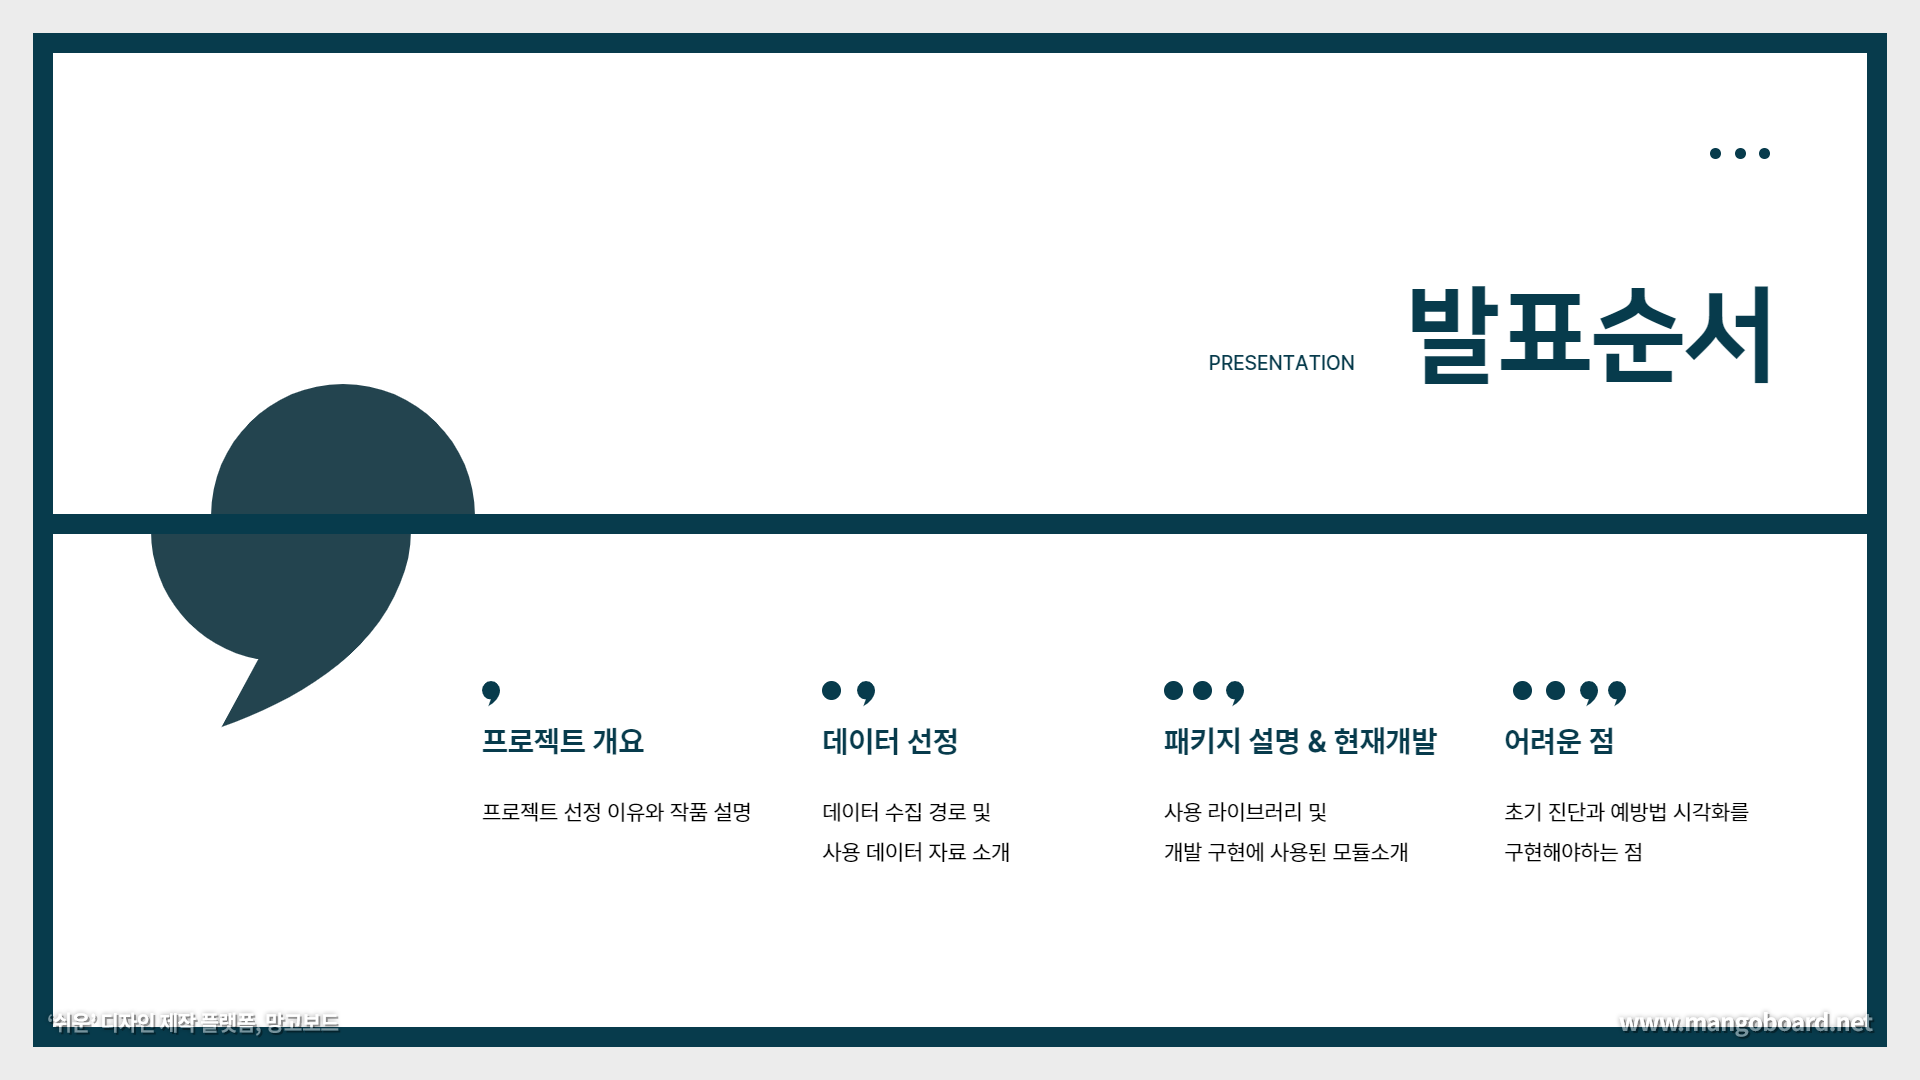 발표순서
PRESENTATION
프로젝트 개요
프로젝트 선정 이유와 작품 설명
데이터 선정
데이터 수집 경로 및
사용 데이터 자료 소개
패키지 설명 & 현재개발
사용 라이브러리 및
개발 구현에 사용된 모듈소개
어려운 점
초기 진단과 예방법 시각화를
구현해야하는 점
‘쉬운’ 디자인 제작 플랫폼, 망고보드
www.mangoboard.net